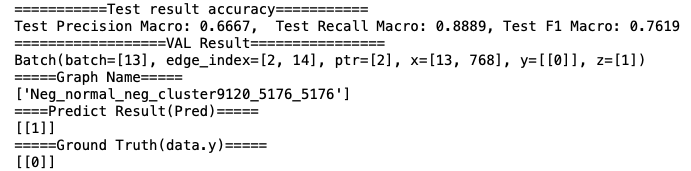 ===========Test result accuracy===========
Test Precision Macro: 0.6667,  Test Recall Macro: 0.8889, Test F1 Macro: 0.7619
==================VAL Result================
Batch(batch=[13], edge_index=[2, 14], ptr=[2], x=[13, 768], y=[[0]], z=[1])
=====Graph Name=====
['Neg_normal_neg_cluster9120_5176_5176']
====Predict Result(Pred)=====
[[1]]
=====Ground Truth(data.y)=====
[[0]]